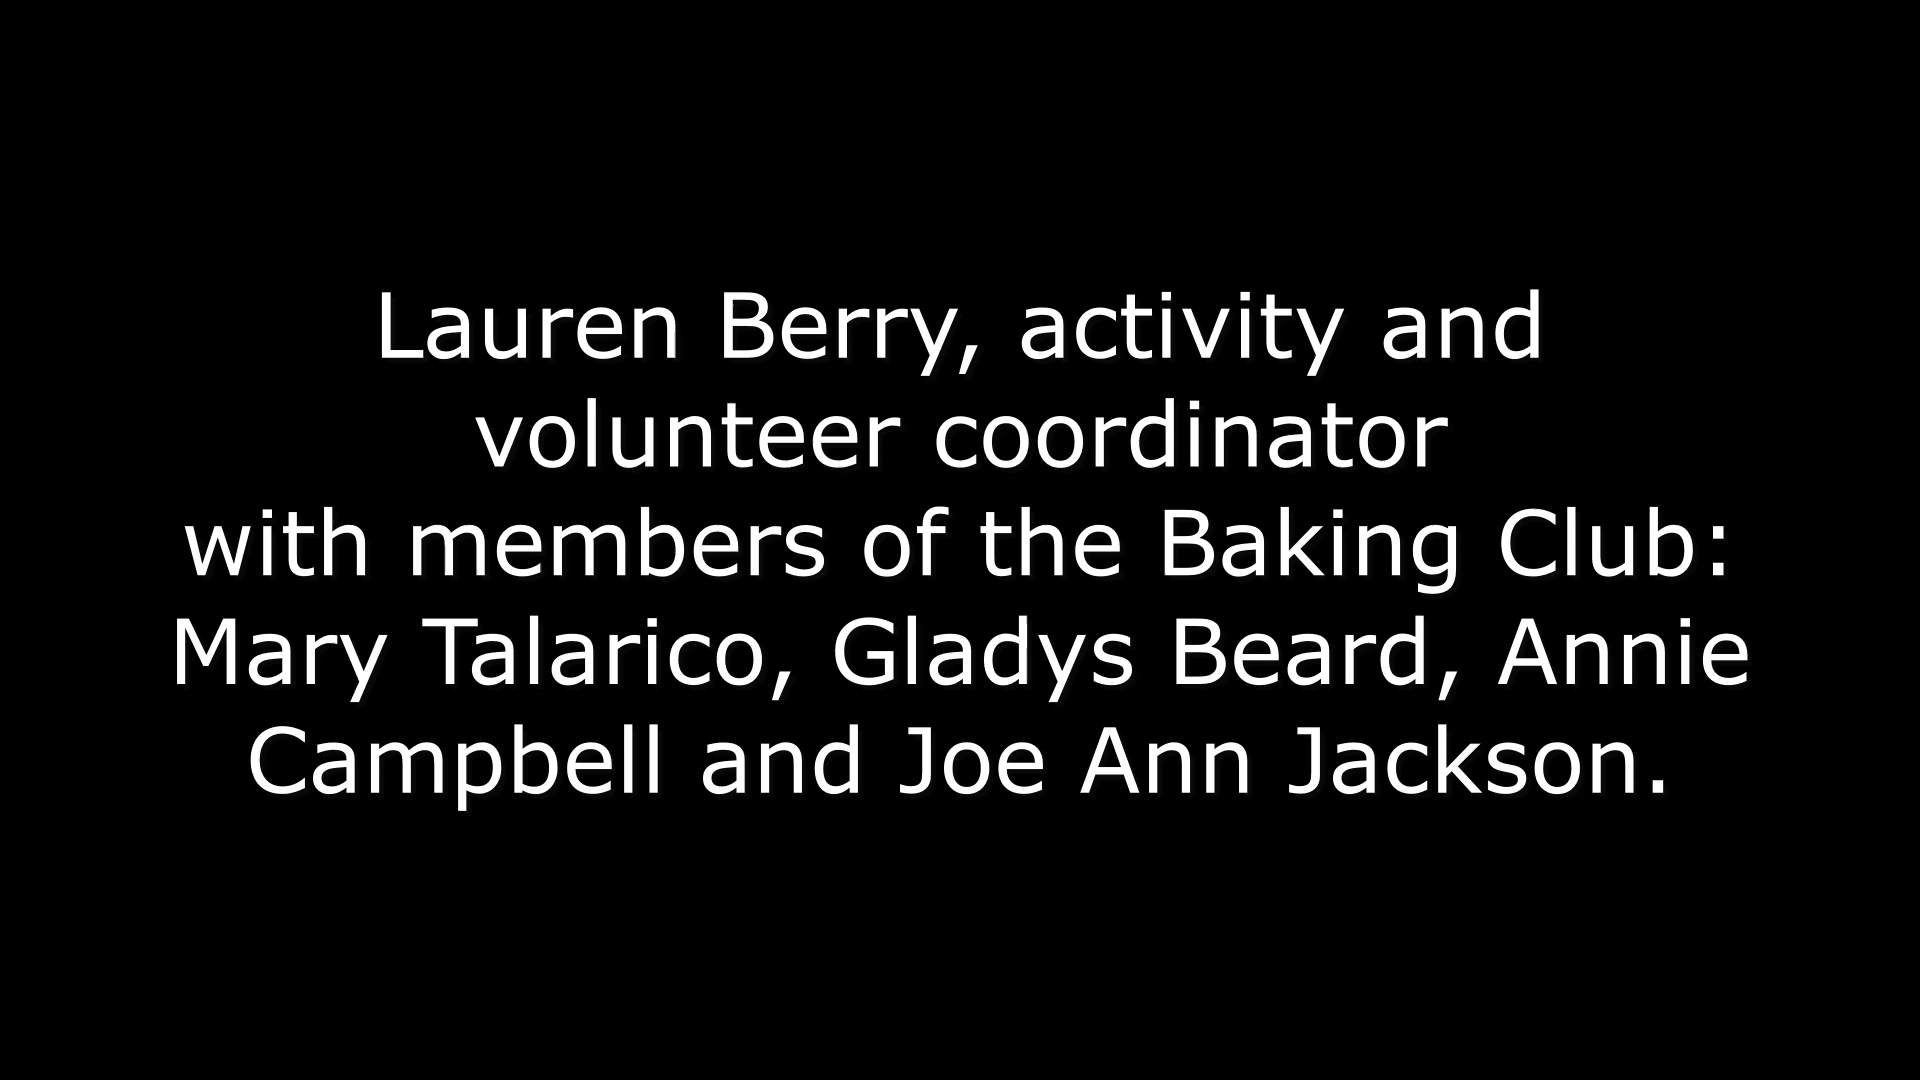 Lauren Berry, activity and
volunteer coordinator
with members of the Baking Club:
Mary Talarico, Gladys Beard, Annie
Campbell and Joe Ann Jackson.